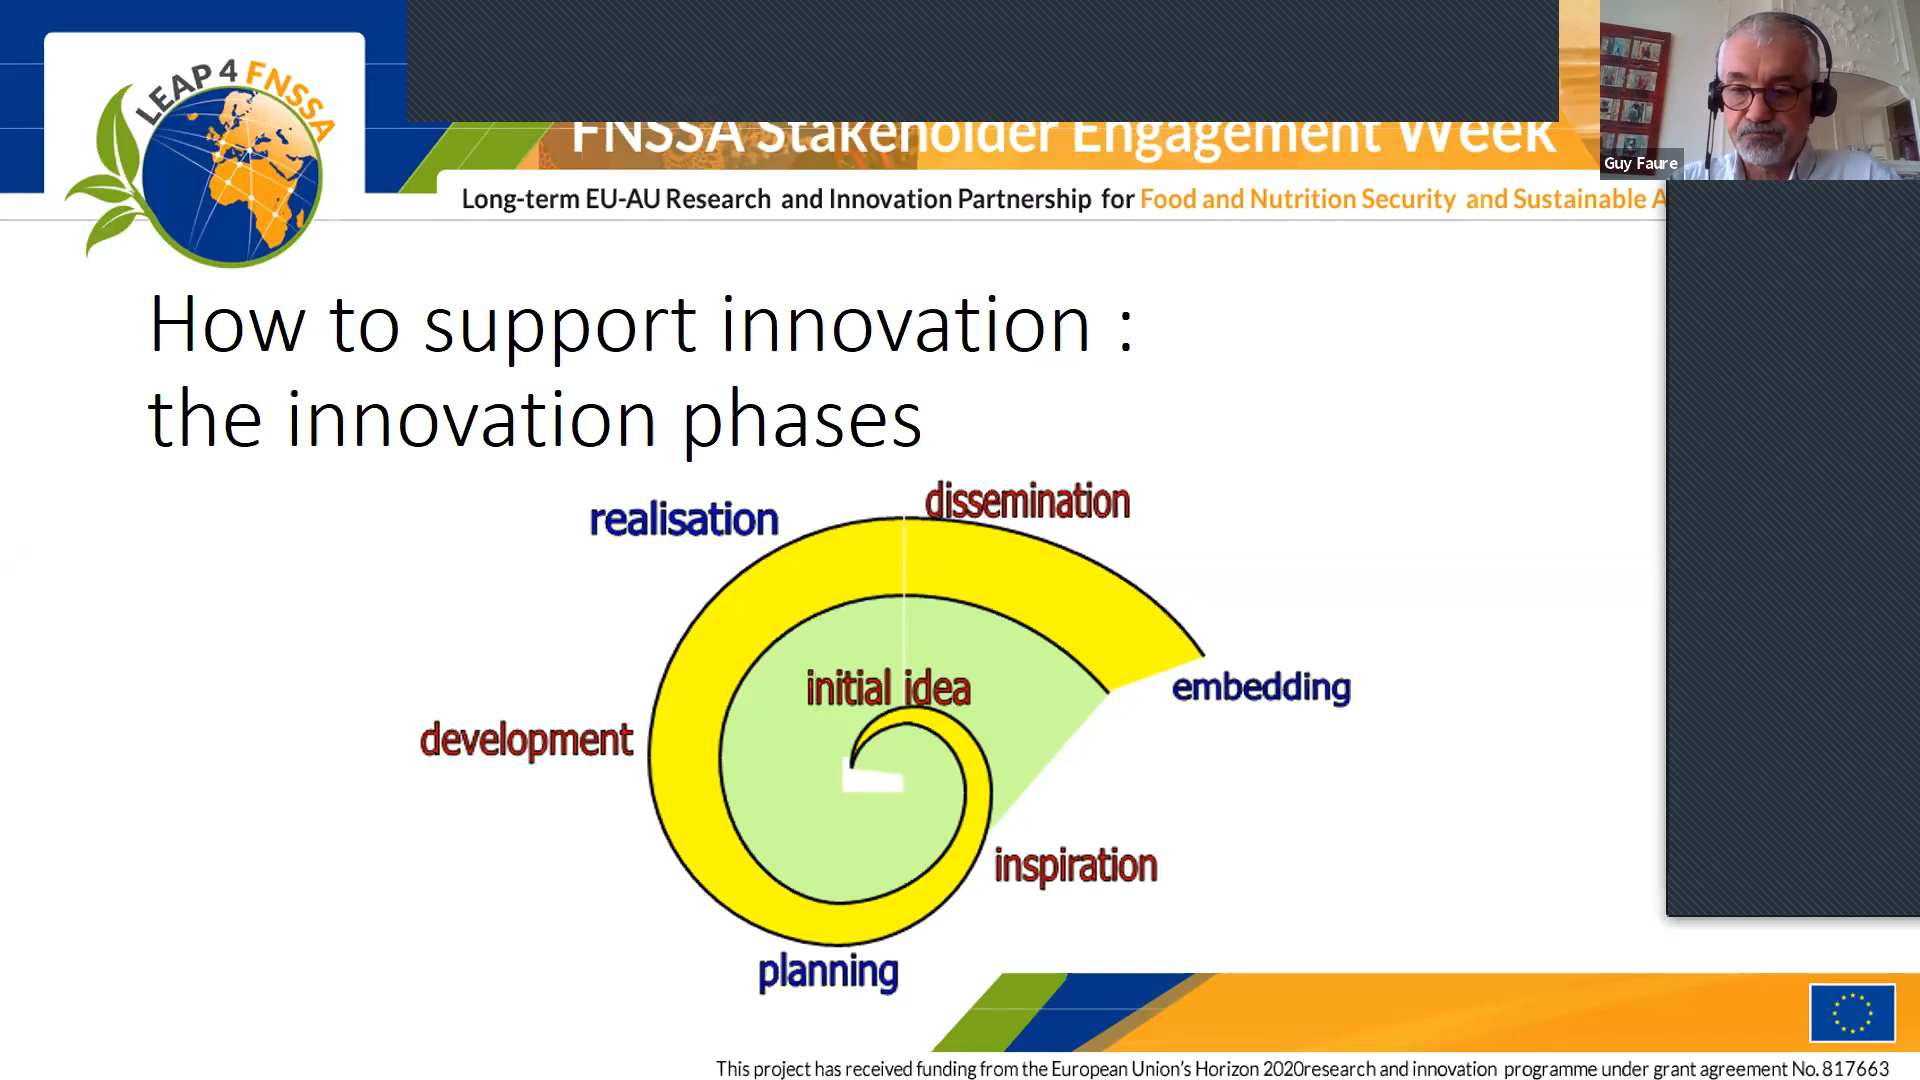 LEAP 4 FNSSA
FNSSA Stakeholder Engagement Week
Guy Faure
Long-term EU-AU Research and Innovation Partnership for Food and Nutrition Security and Sustainable A
How to support innovation :
the innovation phases
dissemination
realisation
initial idea
embedding
development
inspiration
planning
This project has received funding from the European Union's Horizon 2020research and innovation programme under grant agreement No. 817663